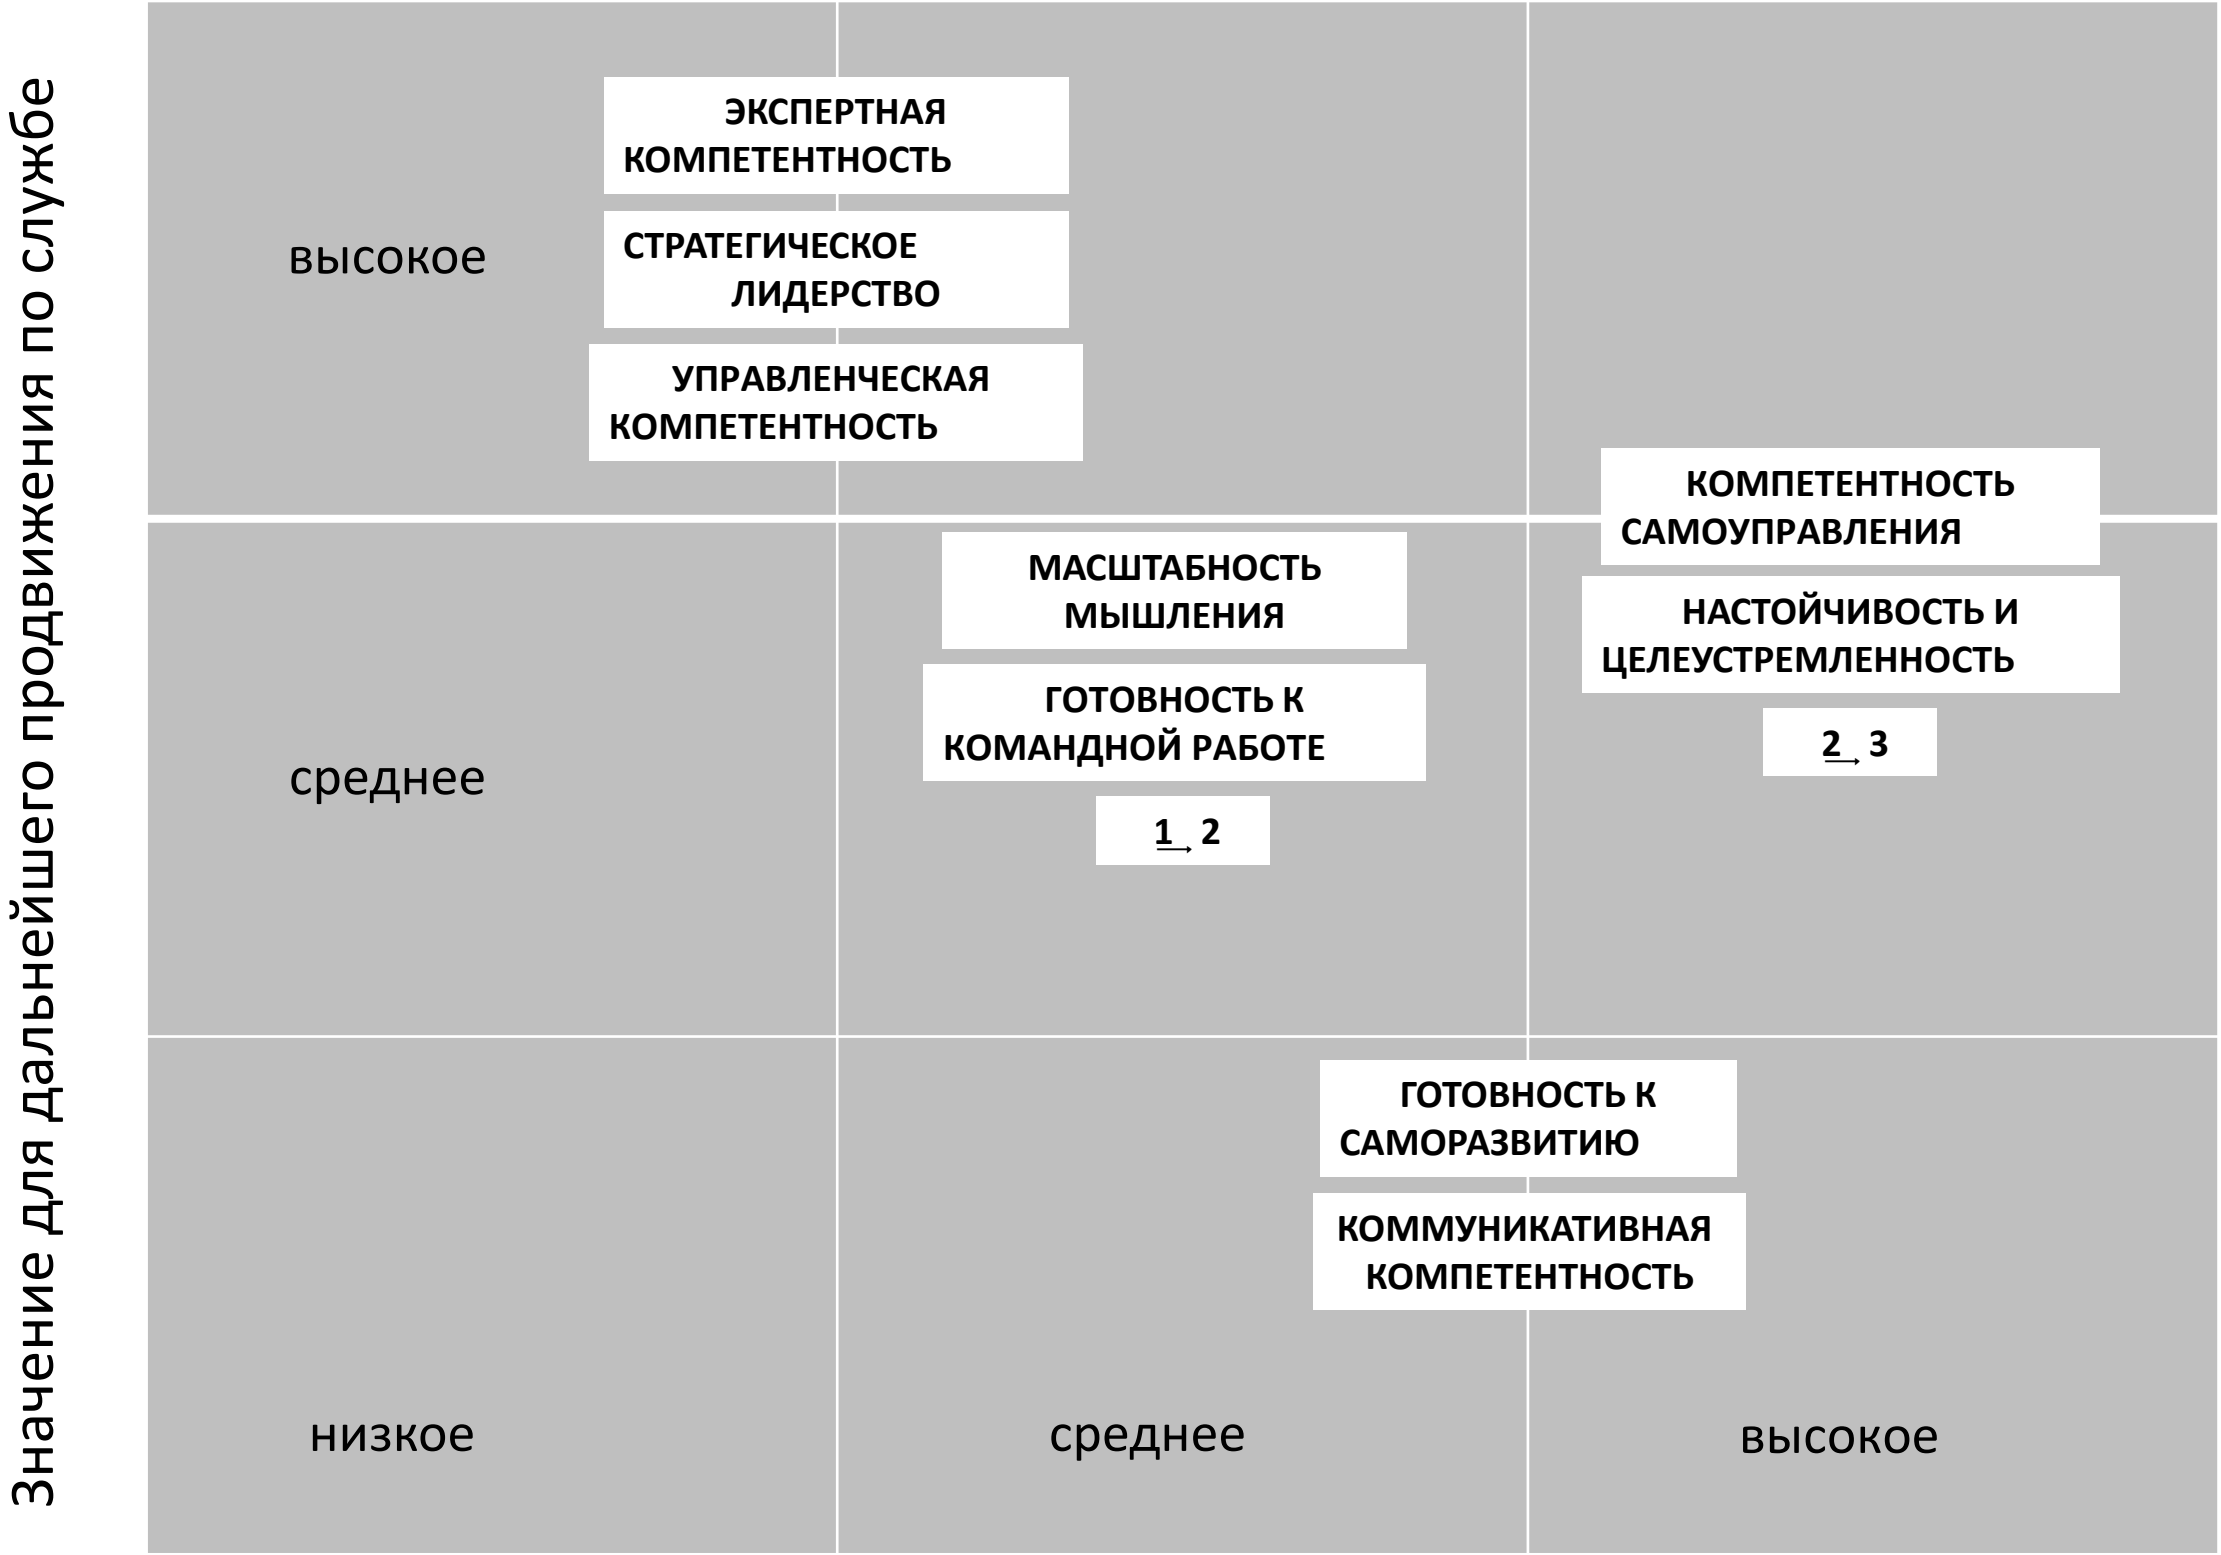 Значение для дальнейшего продвижения по службе
ЭКСПЕРТНАЯ
КОМПЕТЕНТНОСТЬ
СТРАТЕГИЧЕСКОЕ
ЛИДЕРСТВО
высокое
УПРАВЛЕНЧЕСКАЯ
КОМПЕТЕНТНОСТЬ
КОМПЕТЕНТНОСТЬ
САМОУПРАВЛЕНИЯ
МАСШТАБНОСТЬ
МЫШЛЕНИЯ
НАСТОЙЧИВОСТЬ И
ЦЕЛЕУСТРЕМЛЕННОСТЬ
ГОТОВНОСТЬ К
КОМАНДНОЙ РАБОТЕ
2 → 3
среднее
1 → 2
ГОТОВНОСТЬ К
САМОРАЗВИТИЮ
КОММУНИКАТИВНАЯ
КОМПЕТЕНТНОСТЬ
низкое
среднее
высокое